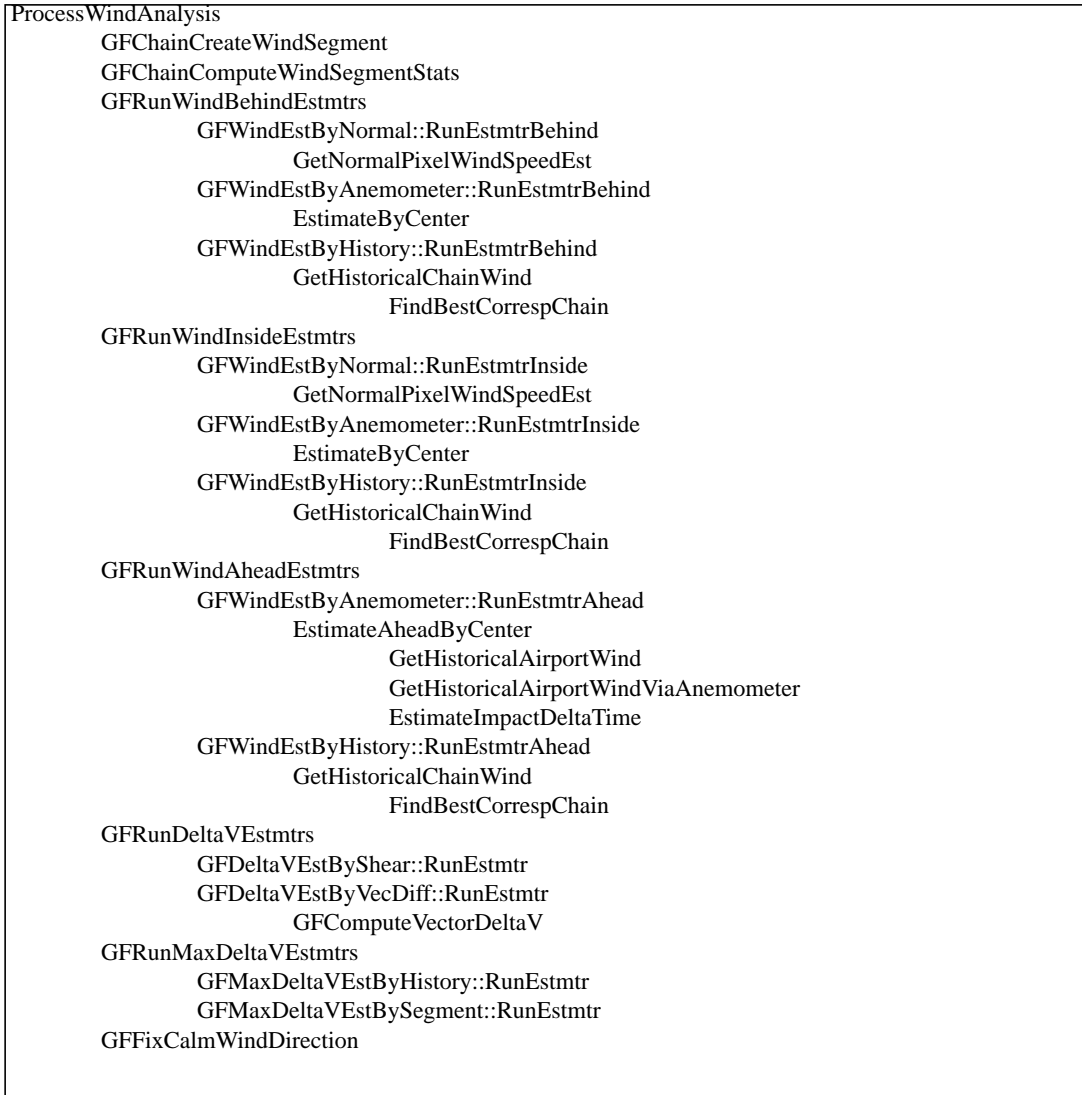 ProcessWindAnalysis
GFChainCreateWindSegment
GFChainComputeWindSegmentStats
GFRunWindBehindEstmtrs
GFWindEstByNormal::RunEstmtrBehind
GetNormalPixelWindSpeedEst
GFWindEstByAnemometer::RunEstmtrBehind
EstimateByCenter
GFWindEstByHistory::RunEstmtrBehind
GetHistoricalChainWind
FindBestCorrespChain
GFRunWindInsideEstmtrs
GFWindEstByNormal::RunEstmtrInside
GetNormalPixelWindSpeedEst
GFWindEstByAnemometer::RunEstmtrInside
EstimateByCenter
GFWindEstByHistory::RunEstmtrInside
GetHistoricalChainWind
FindBestCorrespChain
GFRunWindAheadEstmtrs
GFWindEstByAnemometer::RunEstmtrAhead
EstimateAheadByCenter
GetHistoricalAirportWind
GetHistoricalAirportWindViaAnemometer
EstimateImpactDeltaTime
GFWindEstByHistory::RunEstmtrAhead
GetHistoricalChainWind
FindBestCorrespChain
GFRunDeltaVEstmtrs
GFDeltaVEstByShear::RunEstmtr
GFDeltaVEstByVecDiff::RunEstmtr
GFComputeVectorDeltaV
GFRunMaxDeltaVEstmtrs
GFMaxDeltaVEstByHistory::RunEstmtr
GFMaxDeltaVEstBySegment::RunEstmtr
GFFixCalmWindDirection